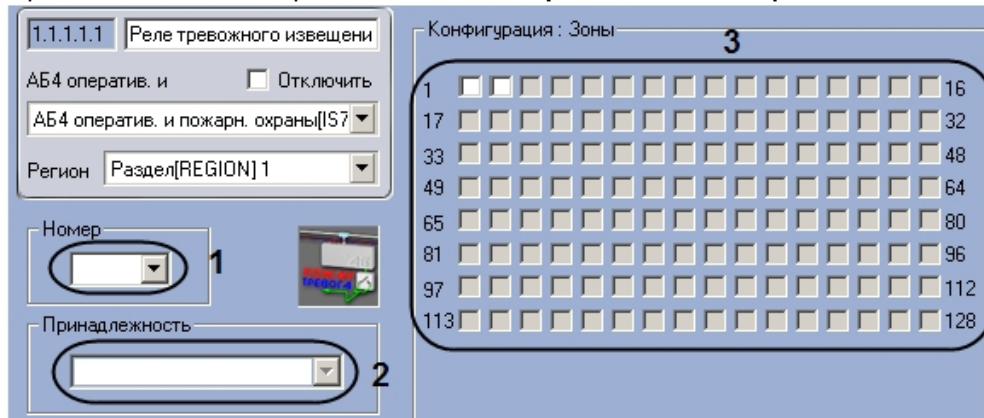 1.1.1.1.1 Реле тревожного извещени
АБ4 оператив. и Отключить
АБ4 оператив. и пожарн. охраны[IS7
Регион Раздел[REGION] 1
Номер
1
Принадлежность
2
Конфигурация : Зоны
3
1 16
17 32
33 48
49 64
65 80
81 96
97 112
113 128